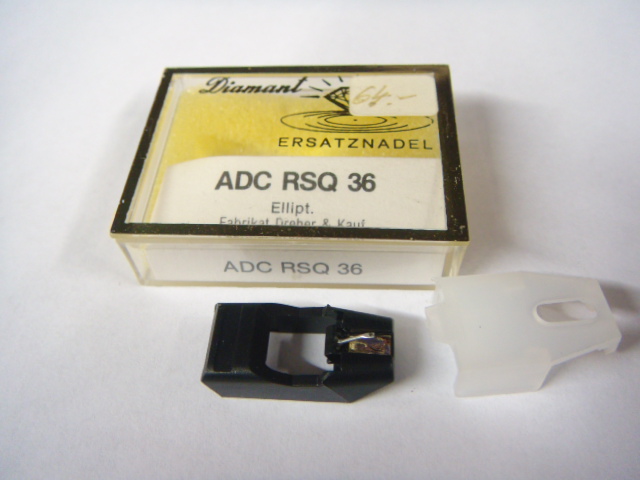 Diamant
64.-
ERSATZNADEL
ADC RSQ 36
Ellipt.
Fabrikat Dreher & Kauf
ADC RSQ 36